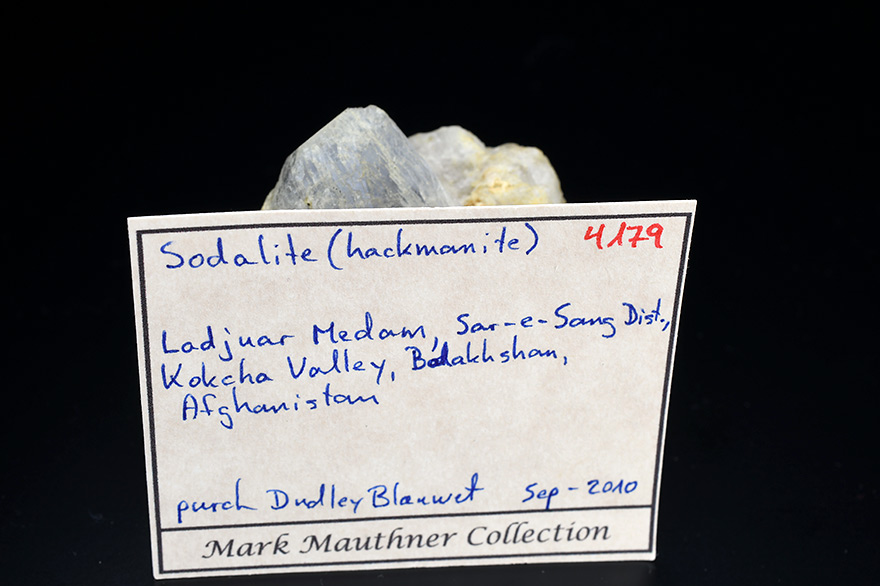 Sodalite (hackmanite) 4179
Ladjuar Medam, Sar-e-Sang Dist.,
Kokcha Valley, Badakhshan,
Afghanistan
purch Dudley Blauwet Sep-2010
Mark Mauthner Collection